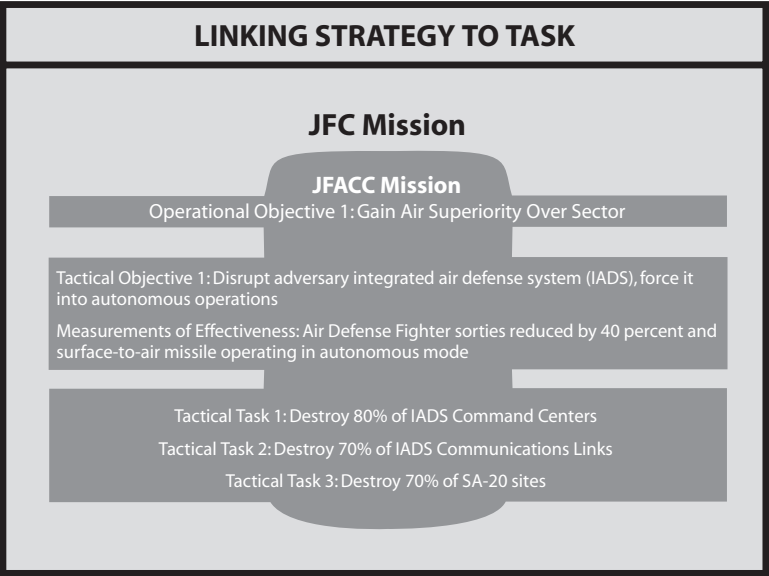 LINKING STRATEGY TO TASK
JFC Mission
JFACC Mission
Operational Objective 1: Gain Air Superiority Over Sector
Tactical Objective 1: Disrupt adversary integrated air defense system (IADS), force it
into autonomous operations
Measurements of Effectiveness: Air Defense Fighter sorties reduced by 40 percent and
surface-to-air missile operating in autonomous mode
Tactical Task 1: Destroy 80% of IADS Command Centers
Tactical Task 2: Destroy 70% of IADS Communications Links
Tactical Task 3: Destroy 70% of SA-20 sites